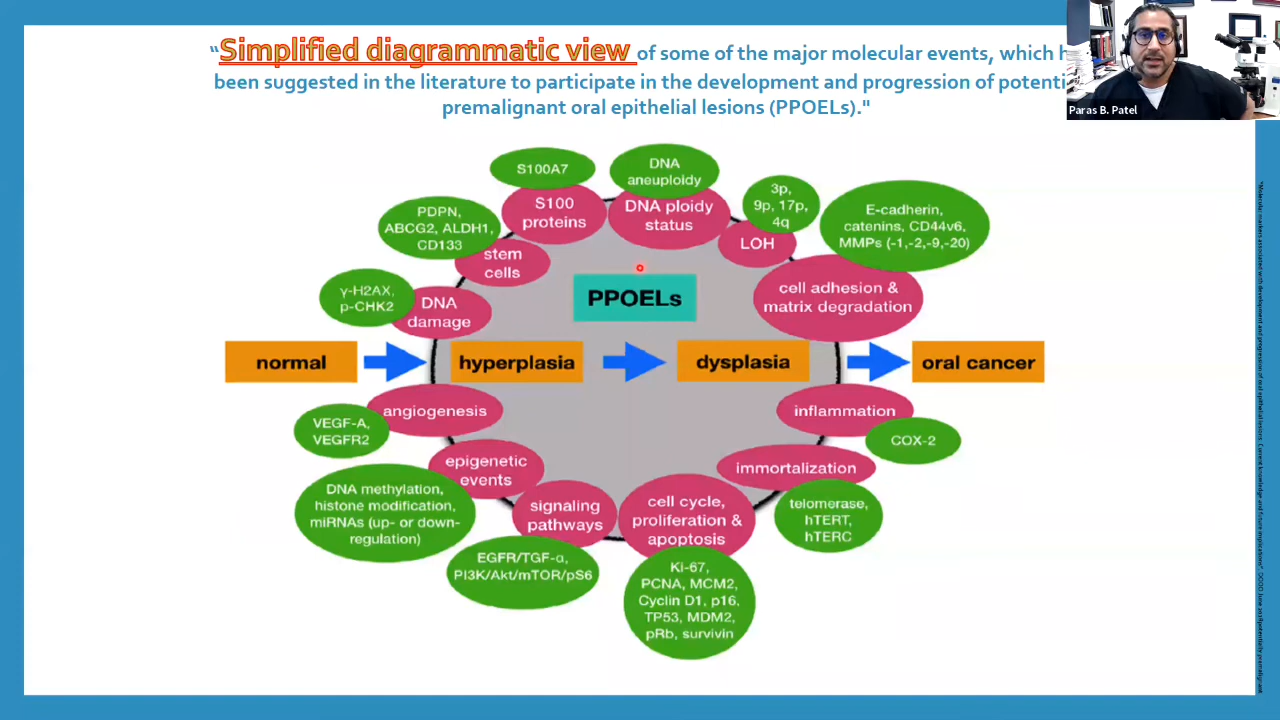 “Simplified diagrammatic view of some of the major molecular events, which h
been suggested in the literature to participate in the development and progression of potenti
premalignant oral epithelial lesions (PPOELs)."
Paras B. Patel
S100A7
DNA
aneuploidy
S100
proteins
DNA ploidy
status
3p,
9p, 17p,
4q
LOH
PDPN,
ABCG2, ALDH1,
CD133
stem
cells
E-cadherin,
catenins, CD44v6,
MMPs (-1,-2,-9,-20)
cell adhesion &
matrix degradation
γ-H2AX,
p-CHK2
DNA
damage
PPOELs
normal
hyperplasia
dysplasia
oral cancer
angiogenesis
VEGF-A,
VEGFR2
inflammation
COX-2
epigenetic
events
DNA methylation,
histone modification,
miRNAs (up- or down-
regulation)
immortalization
telomerase,
hTERT,
hTERC
signaling
pathways
EGFR/TGF-α,
PI3K/Akt/mTOR/pS6
cell cycle,
proliferation &
apoptosis
Ki-67,
PCNA, MCM2,
Cyclin D1, p16,
TP53, MDM2,
pRb, survivin